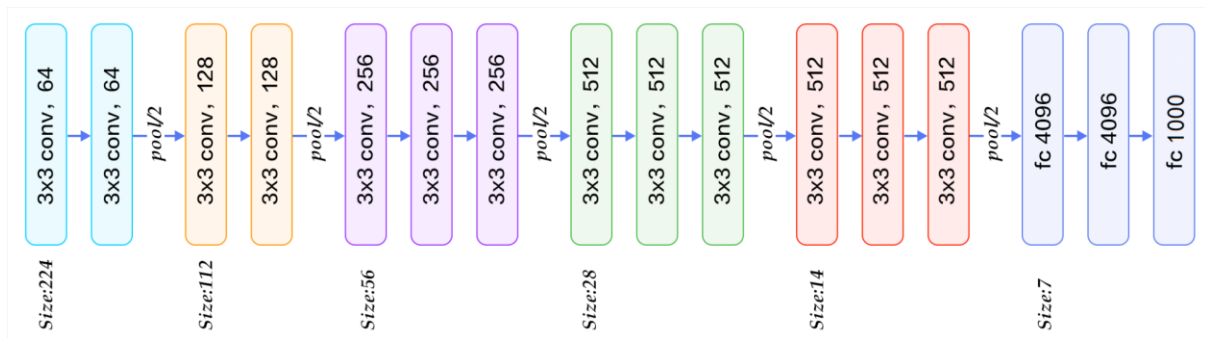 3x3 conv, 64
3x3 conv, 64
pool/2
3x3 conv, 128
3x3 conv, 128
pool/2
3x3 conv, 256
3x3 conv, 256
3x3 conv, 256
pool/2
3x3 conv, 512
3x3 conv, 512
3x3 conv, 512
pool/2
3x3 conv, 512
3x3 conv, 512
3x3 conv, 512
pool/2
fc 4096
fc 4096
fc 1000
Size:224
Size:112
Size:56
Size:28
Size:14
Size:7